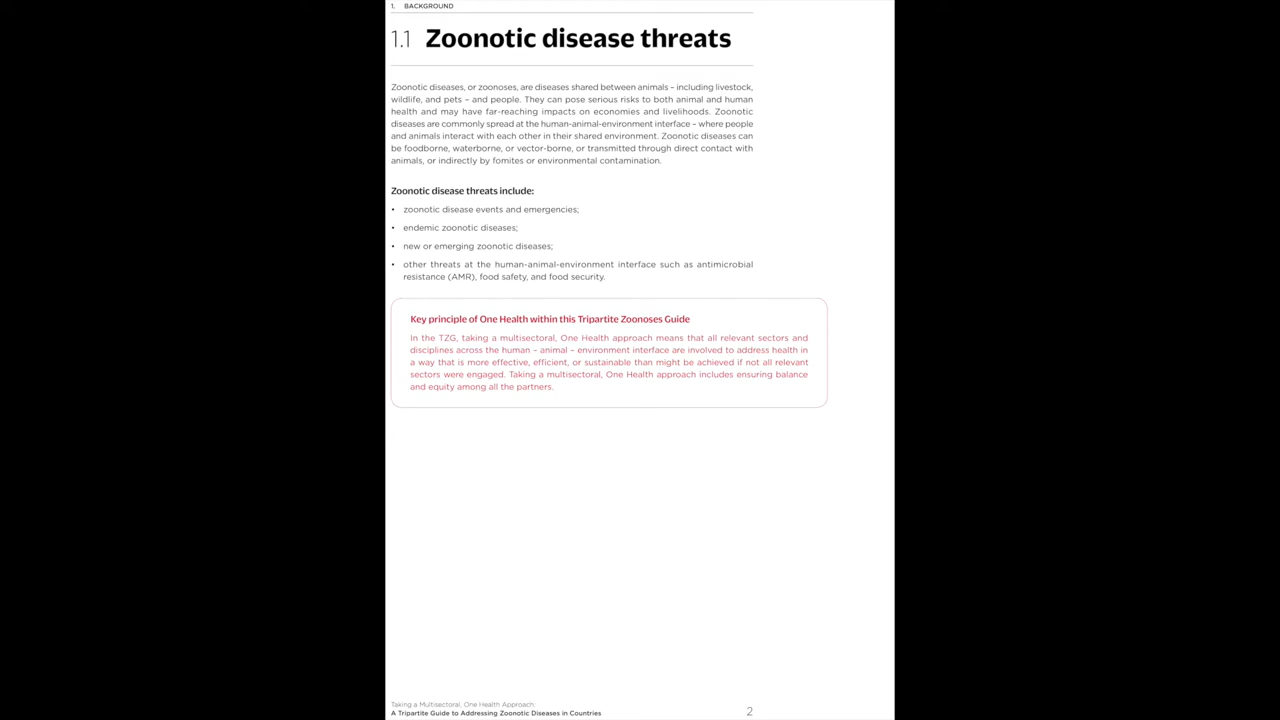 1. BACKGROUND
1.1 Zoonotic disease threats
Zoonotic diseases, or zoonoses, are diseases shared between animals – including livestock,
wildlife, and pets – and people. They can pose serious risks to both animal and human
health and may have far-reaching impacts on economies and livelihoods. Zoonotic
diseases are commonly spread at the human-animal-environment interface – where people
and animals interact with each other in their shared environment. Zoonotic diseases can
be foodborne, waterborne, or vector-borne, or transmitted through direct contact with
animals, or indirectly by fomites or environmental contamination.
Zoonotic disease threats include:
• zoonotic disease events and emergencies;
• endemic zoonotic diseases;
• new or emerging zoonotic diseases;
• other threats at the human-animal-environment interface such as antimicrobial
resistance (AMR), food safety, and food security.
Key principle of One Health within this Tripartite Zoonoses Guide
In the TZG, taking a multisectoral, One Health approach means that all relevant sectors and
disciplines across the human – animal – environment interface are involved to address health in
a way that is more effective, efficient, or sustainable than might be achieved if not all relevant
sectors were engaged. Taking a multisectoral, One Health approach includes ensuring balance
and equity among all the partners.
Taking a Multisectoral, One Health Approach:
A Tripartite Guide to Addressing Zoonotic Diseases in Countries
2